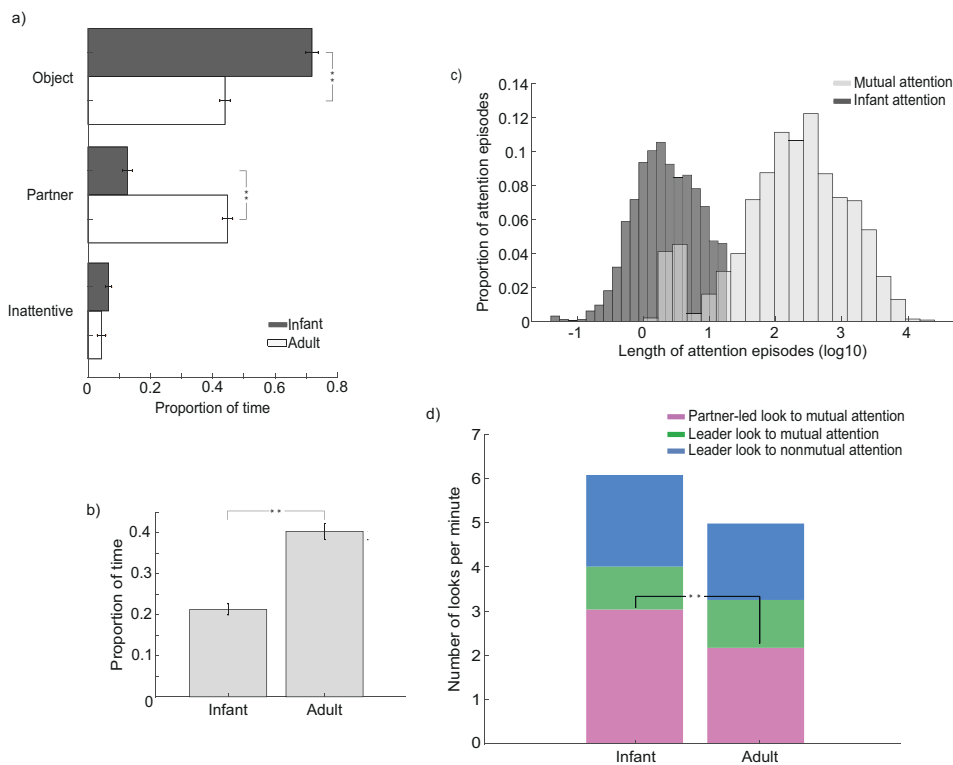 a)
Object
**
Partner
**
Inattentive
Infant
Adult
0 0.2 0.4 0.6 0.8
Proportion of time
b)
**
Proportion of time
0.4
0.3
0.2
0.1
0
Infant Adult
c)
Mutual attention
Infant attention
Proportion of attention episodes
0.14
0.12
0.1
0.08
0.06
0.04
0.02
0
-1 0 1 2 3 4
Length of attention episodes (log10)
d)
Partner-led look to mutual attention
Leader look to mutual attention
Leader look to nonmutual attention
Number of looks per minute
7
6
5
4
3
2
1
0
**
Infant Adult